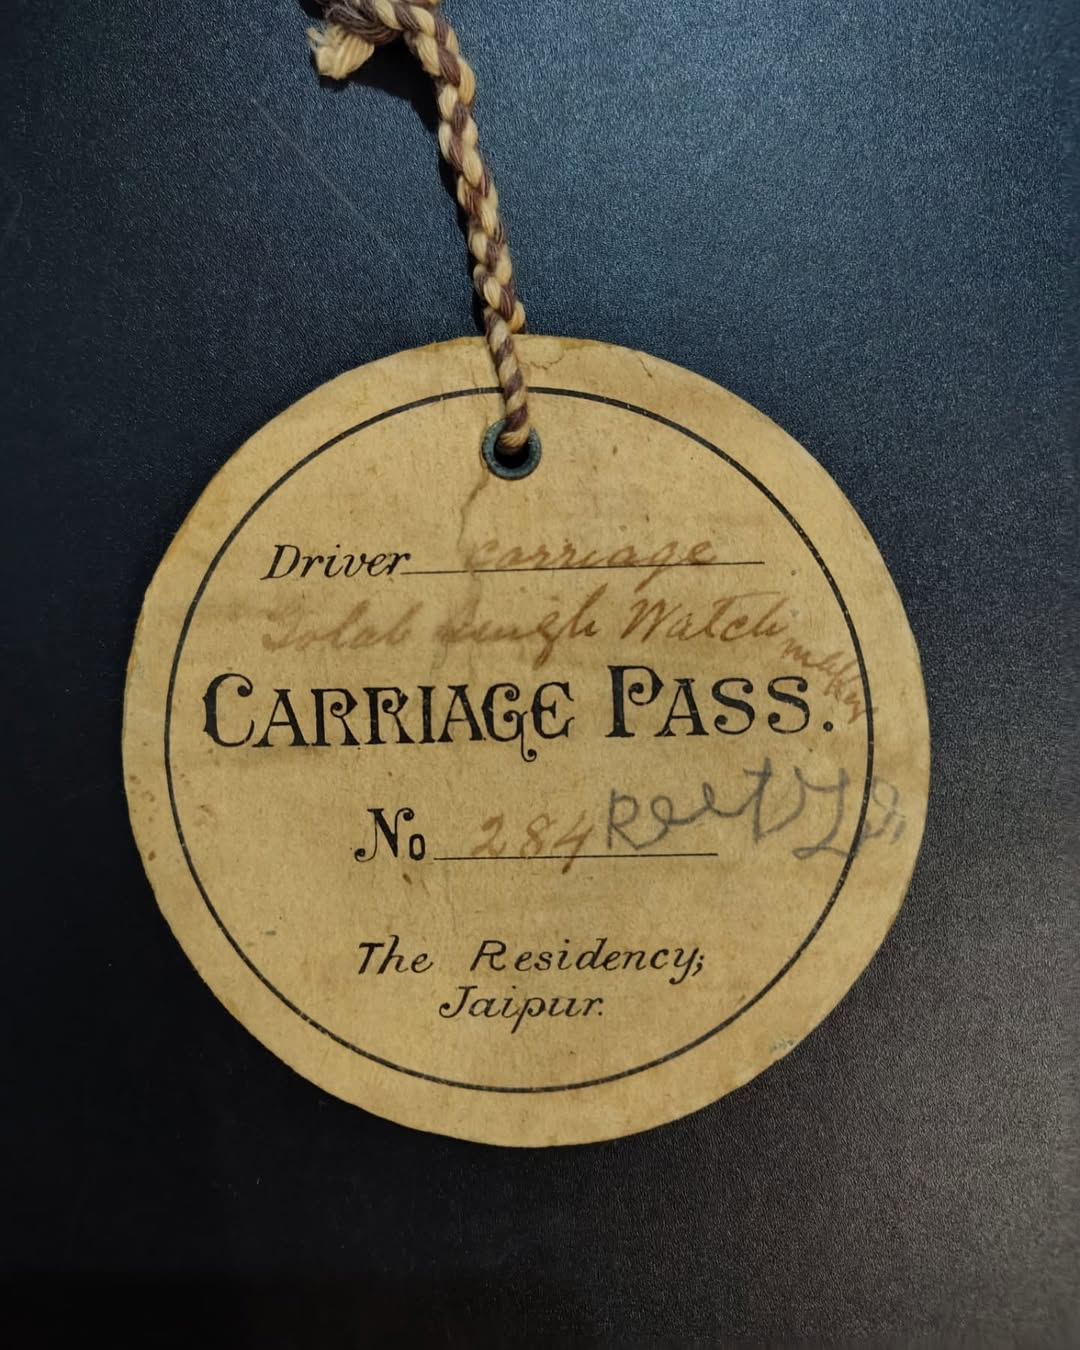 Driver carriage
Golab Singh Watch
maker
CARRIAGE PASS.
No 284
The Residency,
Jaipur.